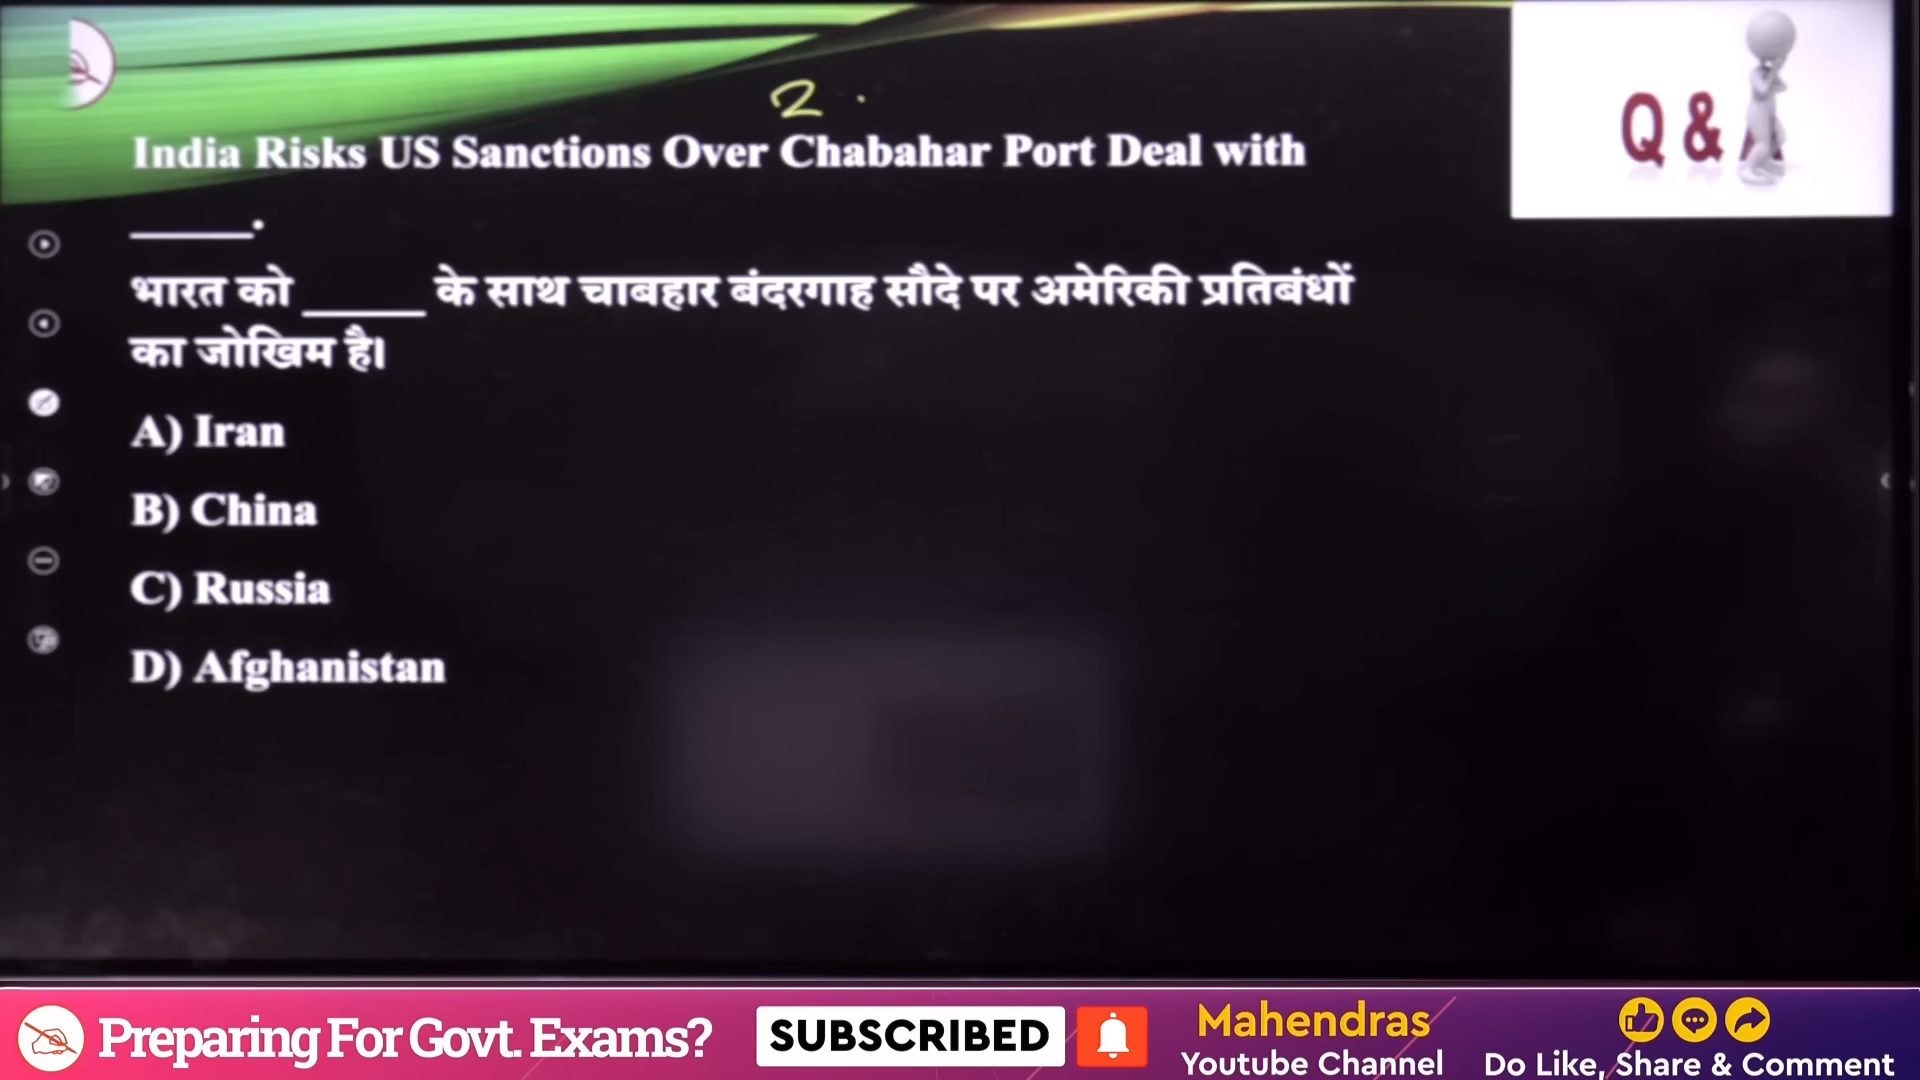 2.
India Risks US Sanctions Over Chabahar Port Deal with
_____.
भारत को _____ के साथ चाबहार बंदरगाह सौदे पर अमेरिकी प्रतिबंधों
का जोखिम है।
A) Iran
B) China
C) Russia
D) Afghanistan
Q &
Preparing For Govt. Exams?
SUBSCRIBED
Mahendras
Youtube Channel
Do Like, Share & Comment